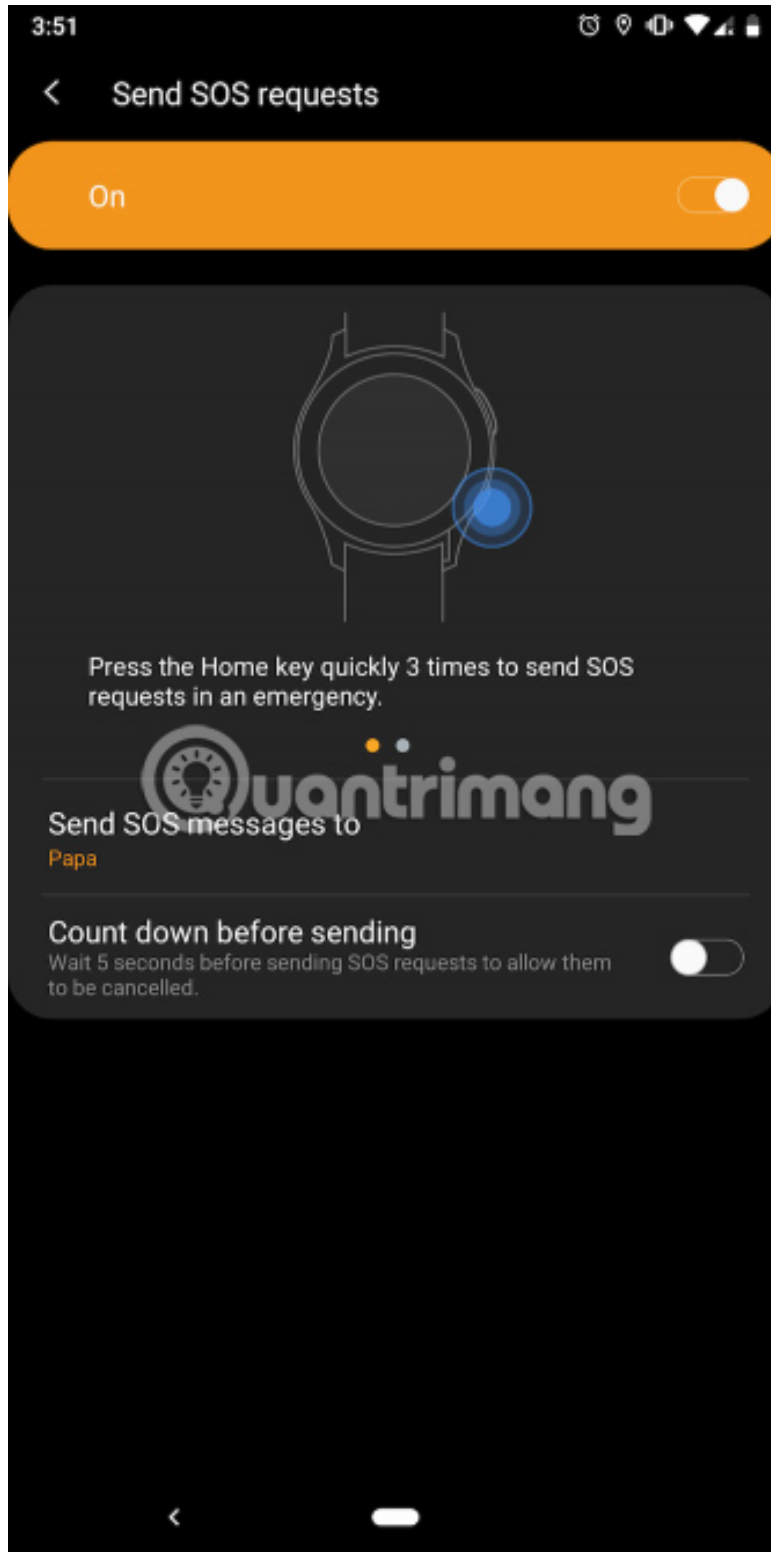 3:51
Send SOS requests
On
Press the Home key quickly 3 times to send SOS
requests in an emergency.
Quantrimang
Send SOS messages to
Papa
Count down before sending
Wait 5 seconds before sending SOS requests to allow them
to be cancelled.